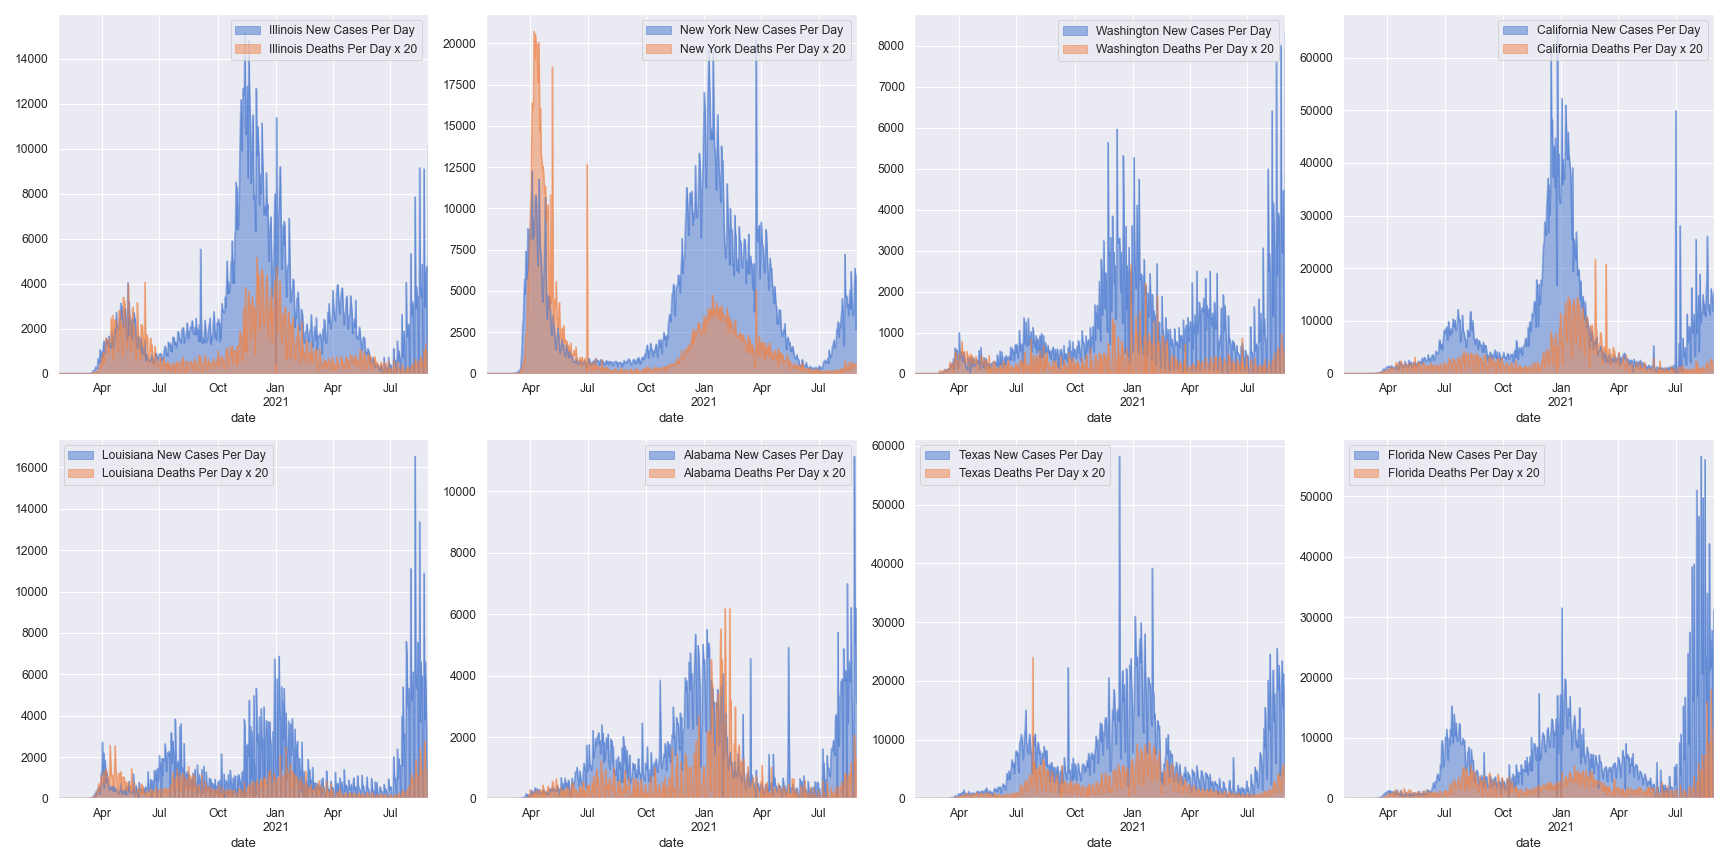 Illinois New Cases Per Day
Illinois Deaths Per Day x 20
14000
12000
10000
8000
6000
4000
2000
0
Apr Jul Oct Jan Apr Jul
2021
date
New York New Cases Per Day
New York Deaths Per Day x 20
20000
17500
15000
12500
10000
7500
5000
2500
0
Apr Jul Oct Jan Apr Jul
2021
date
Washington New Cases Per Day
Washington Deaths Per Day x 20
8000
7000
6000
5000
4000
3000
2000
1000
0
Apr Jul Oct Jan Apr Jul
2021
date
California New Cases Per Day
California Deaths Per Day x 20
60000
50000
40000
30000
20000
10000
0
Apr Jul Oct Jan Apr Jul
2021
date
Louisiana New Cases Per Day
Louisiana Deaths Per Day x 20
16000
14000
12000
10000
8000
6000
4000
2000
0
Apr Jul Oct Jan Apr Jul
2021
date
Alabama New Cases Per Day
Alabama Deaths Per Day x 20
10000
8000
6000
4000
2000
0
Apr Jul Oct Jan Apr Jul
2021
date
Texas New Cases Per Day
Texas Deaths Per Day x 20
60000
50000
40000
30000
20000
10000
0
Apr Jul Oct Jan Apr Jul
2021
date
Florida New Cases Per Day
Florida Deaths Per Day x 20
50000
40000
30000
20000
10000
0
Apr Jul Oct Jan Apr Jul
2021
date